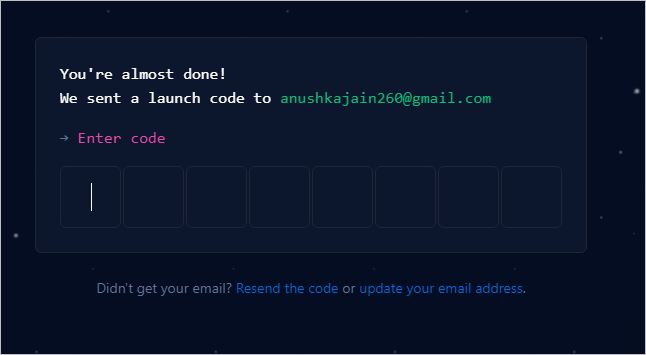 You're almost done!
We sent a launch code to anushkajain260@gmail.com
→ Enter code
Didn't get your email? Resend the code or update your email address.